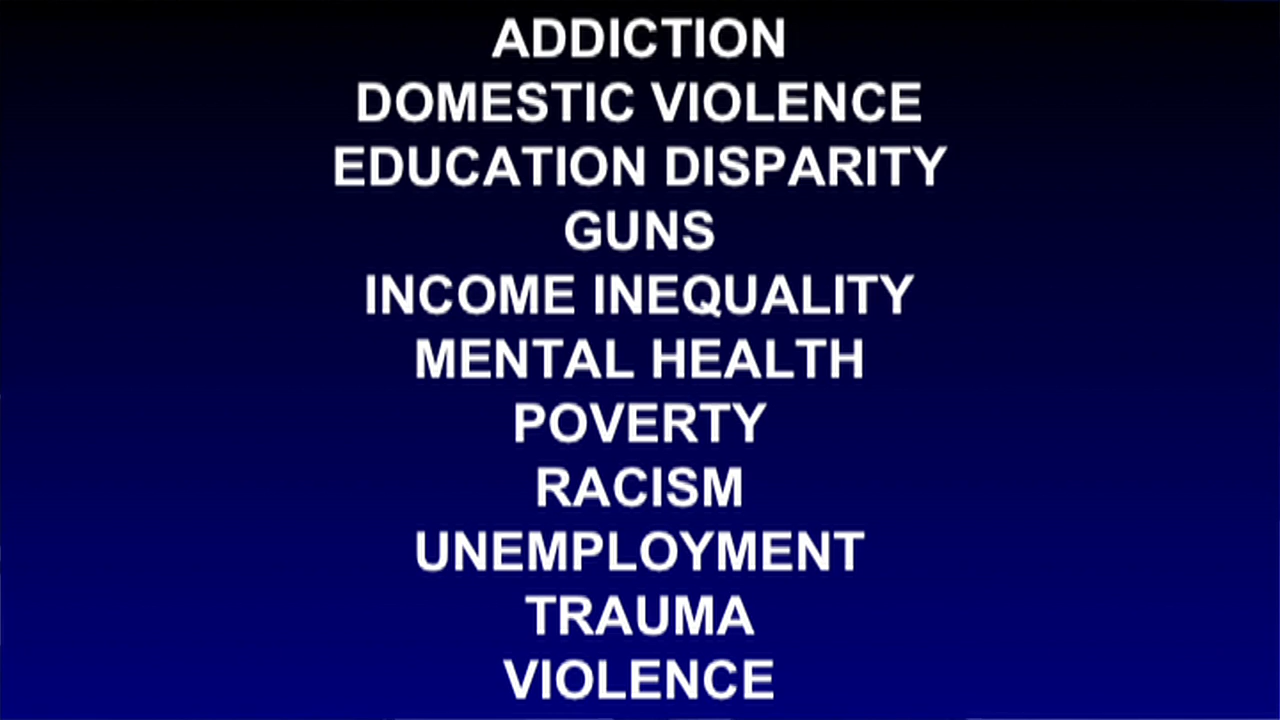 ADDICTION
DOMESTIC VIOLENCE
EDUCATION DISPARITY
GUNS
INCOME INEQUALITY
MENTAL HEALTH
POVERTY
RACISM
UNEMPLOYMENT
TRAUMA
VIOLENCE